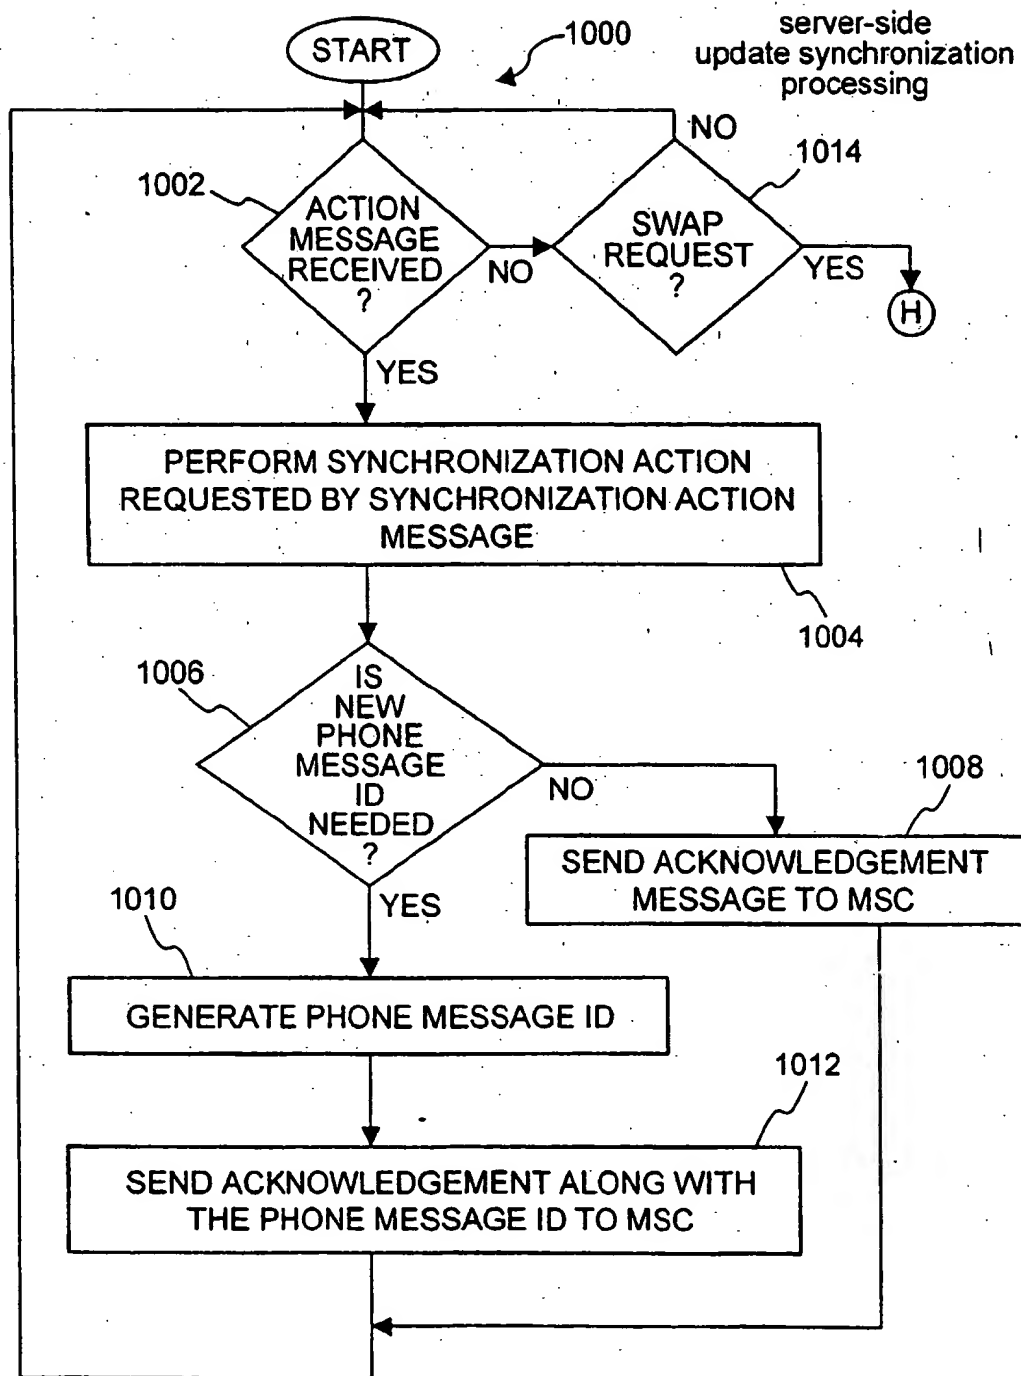 START
1000
server-side
update synchronization
processing
NO
1014
1002
ACTION
MESSAGE
RECEIVED
?
NO
SWAP
REQUEST
?
YES
H
YES
PERFORM SYNCHRONIZATION ACTION
REQUESTED BY SYNCHRONIZATION ACTION
MESSAGE
1004
1006
IS
NEW
PHONE
MESSAGE
ID
NEEDED
?
NO
1008
SEND ACKNOWLEDGEMENT
MESSAGE TO MSC
YES
1010
GENERATE PHONE MESSAGE ID
1012
SEND ACKNOWLEDGEMENT ALONG WITH
THE PHONE MESSAGE ID TO MSC